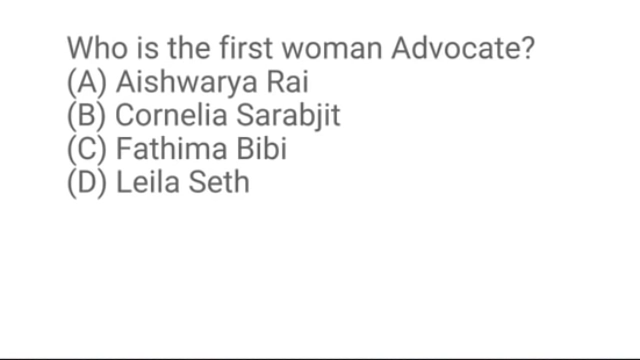 Who is the first woman Advocate?
(A) Aishwarya Rai
(B) Cornelia Sarabjit
(C) Fathima Bibi
(D) Leila Seth